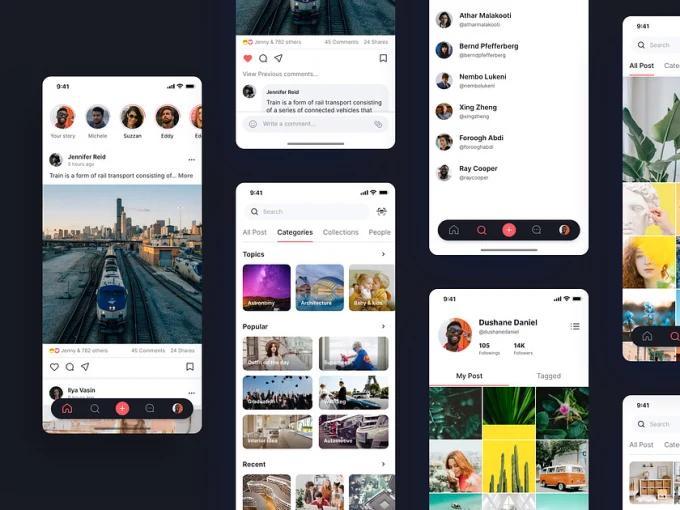 9:41
Your story
Michele
Suzzan
Eddy
Jennifer Reid
Train is a form of rail transport consisting of... More
Jenny & 782 others
45 Comments
24 Shares
Ilya Vasin
Jenny & 782 others
45 Comments
24 Shares
View Previous comments...
Jennifer Reid
Train is a form of rail transport consisting
of a series of connected vehicles that
Write a comment...
9:41
Search
All Post
Categories
Collections
People
Topics
Astronomy
Architecture
Baby & kids
Popular
Outfit of the day
Graduation
Wedding
Interior idea
Automotive
Recent
Athar Malakooti
@atharmalakooti
Bernd Pfefferberg
@berndpfefferberg
Nembo Lukeni
@nembolukeni
Xing Zheng
@xingzheng
Foroogh Abdi
@forooghabdi
Ray Cooper
@raycooper
9:41
Dushane Daniel
@dushanedaniel
105
14K
Followings
Followers
My Post
Tagged
9:41
Search
All Post
Cate
9:41
Search
All Post
Cate